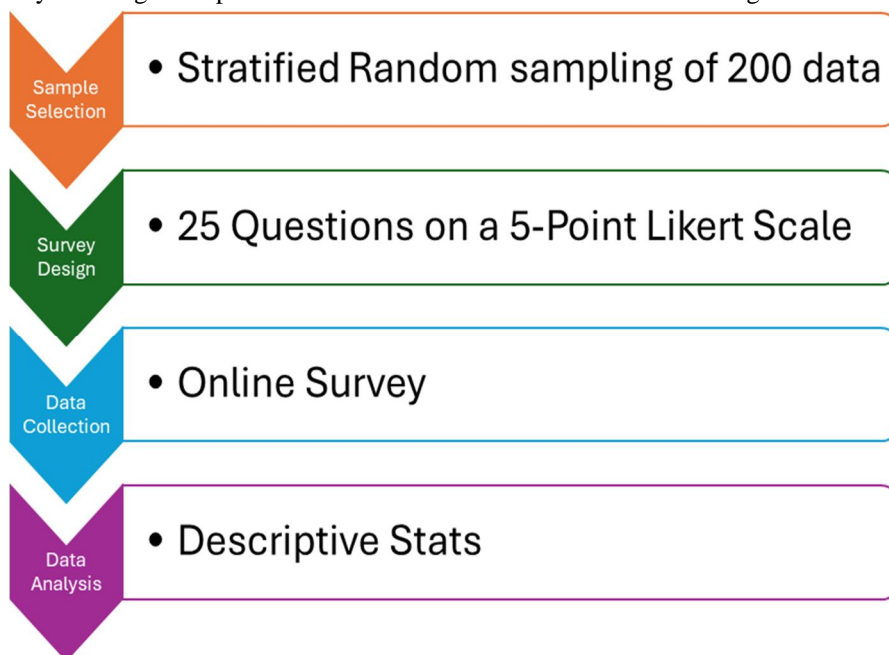 Sample
Selection
• Stratified Random sampling of 200 data
Survey
Design
• 25 Questions on a 5-Point Likert Scale
Data
Collection
• Online Survey
Data
Analysis
• Descriptive Stats